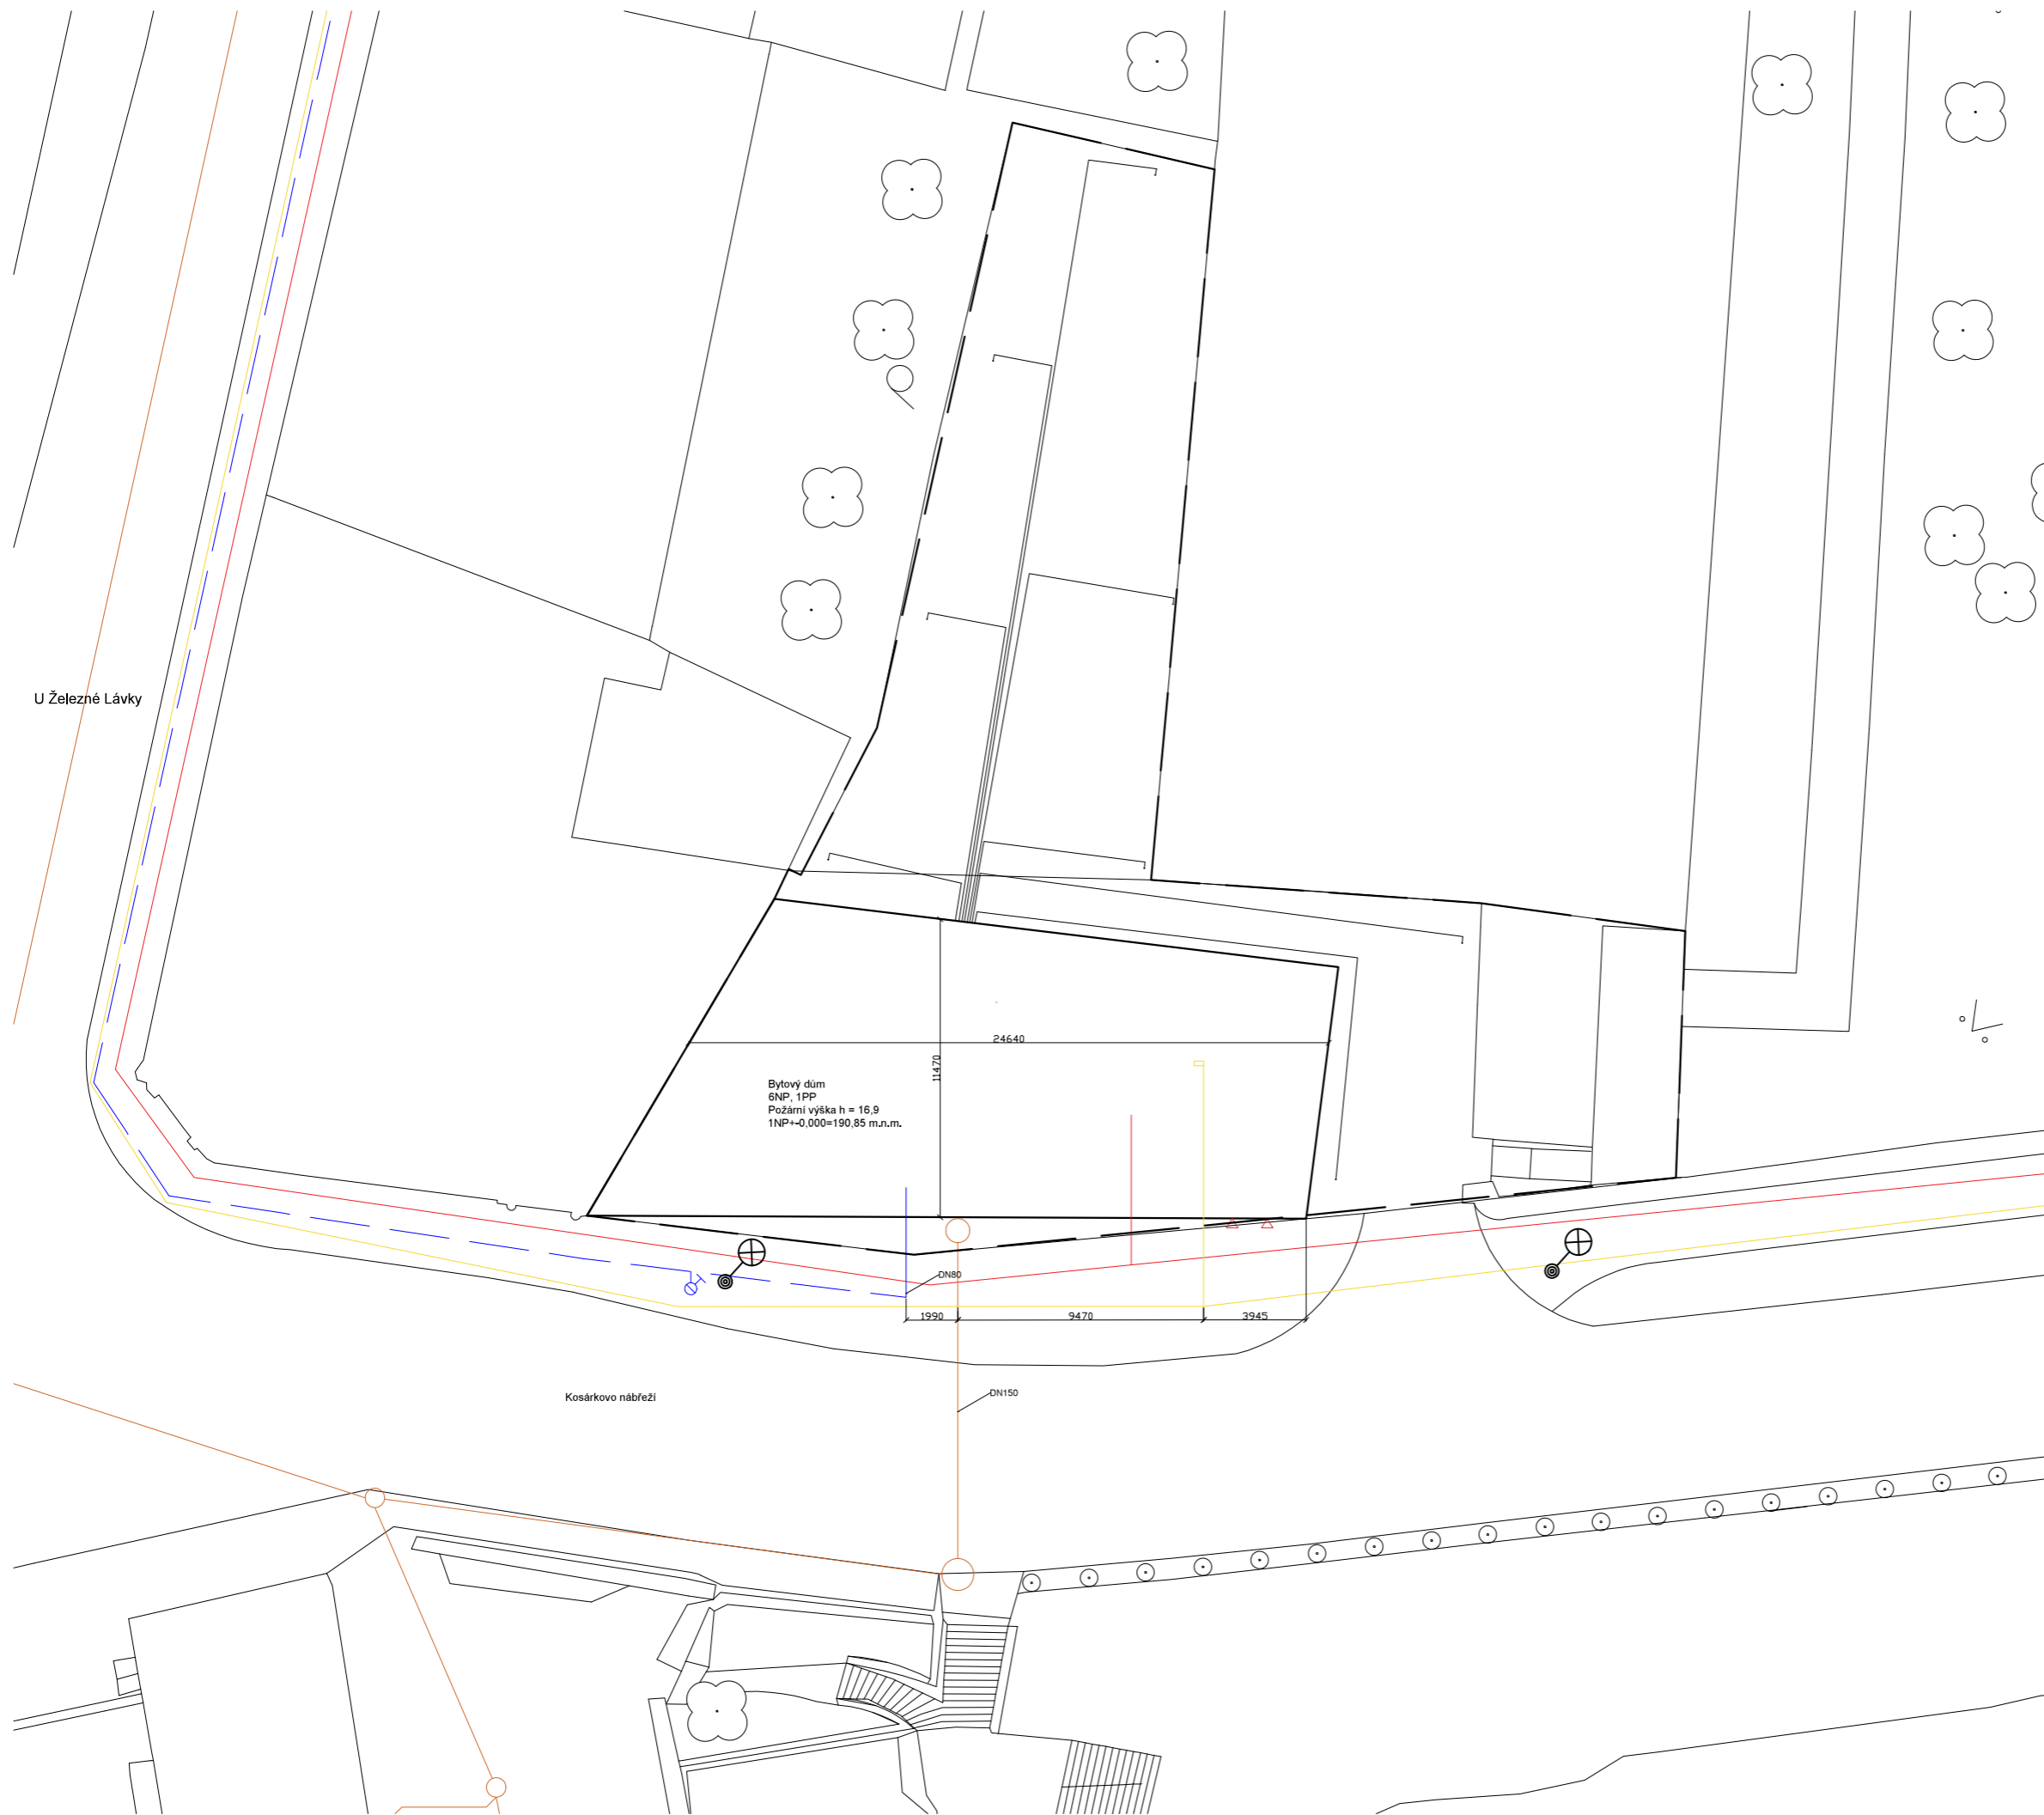 U Železné Lávky
24640
11470
Bytový dům
6NP, 1PP
Požární výška h = 16,9
1NP+-0,000=190,85 m.n.m.
DN80
1990
9470
3945
DN150
Kosárkovo nábřeží